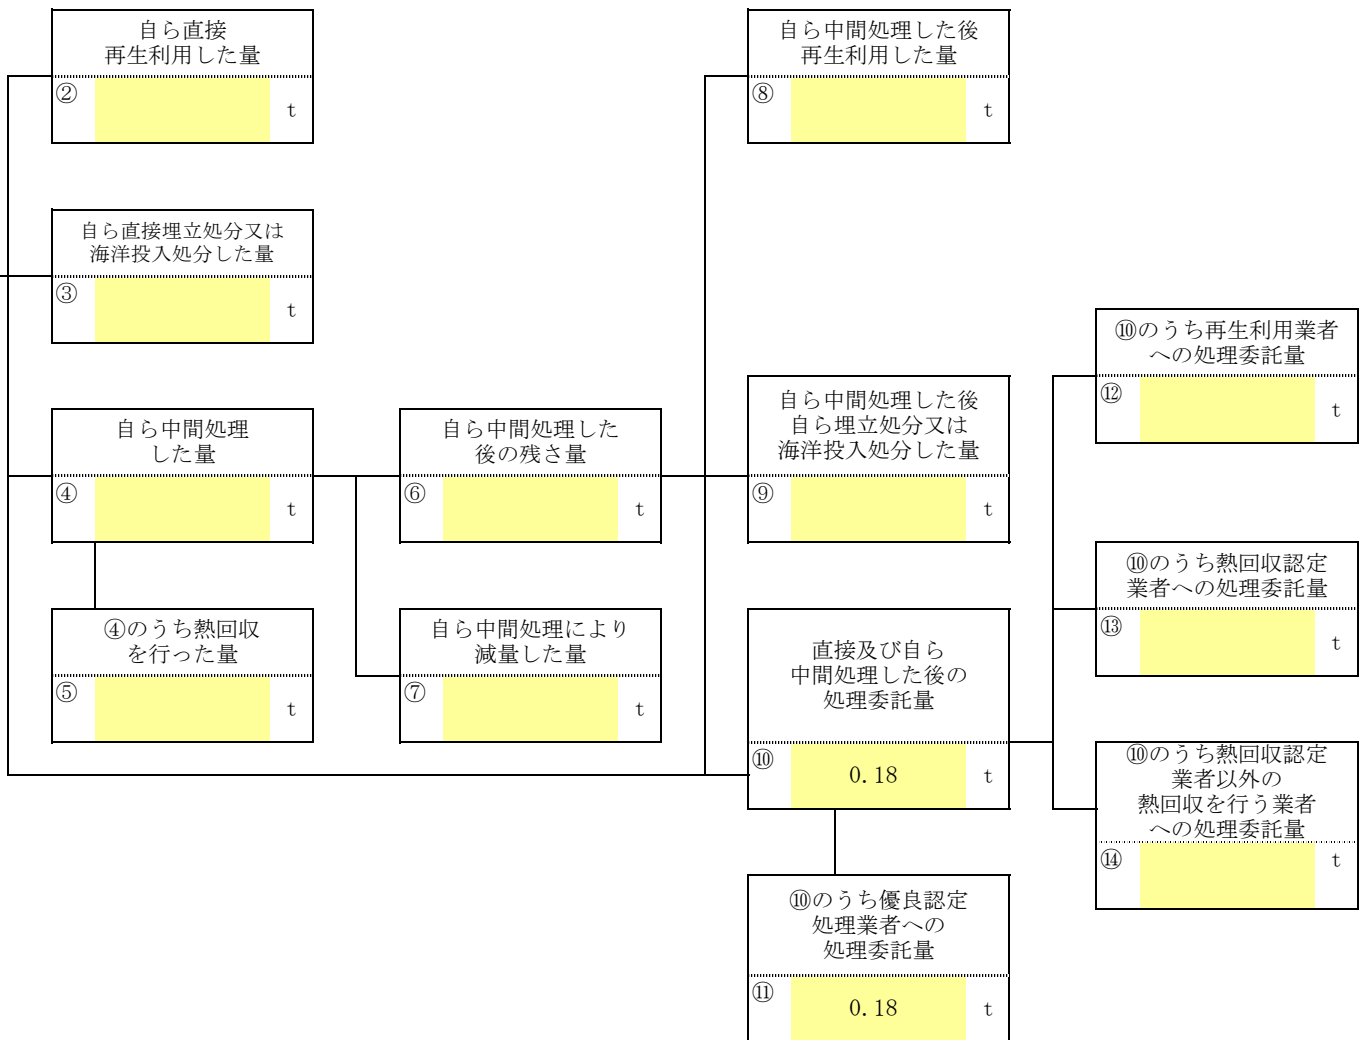 自ら直接
再生利用した量
②
t
自ら中間処理した後
再生利用した量
⑧
t
自ら直接埋立処分又は
海洋投入処分した量
③
t
⑩のうち再生利用業者
への処理委託量
⑫
t
自ら中間処理
した量
④
t
自ら中間処理した
後の残さ量
⑥
t
自ら中間処理した後
自ら埋立処分又は
海洋投入処分した量
⑨
t
⑩のうち熱回収認定
業者への処理委託量
⑬
t
④のうち熱回収
を行った量
⑤
t
自ら中間処理により
減量した量
⑦
t
直接及び自ら
中間処理した後の
処理委託量
⑩ 0.18 t
⑩のうち熱回収認定
業者以外の
熱回収を行う業者
への処理委託量
⑭
t
⑩のうち優良認定
処理業者への
処理委託量
⑪ 0.18 t